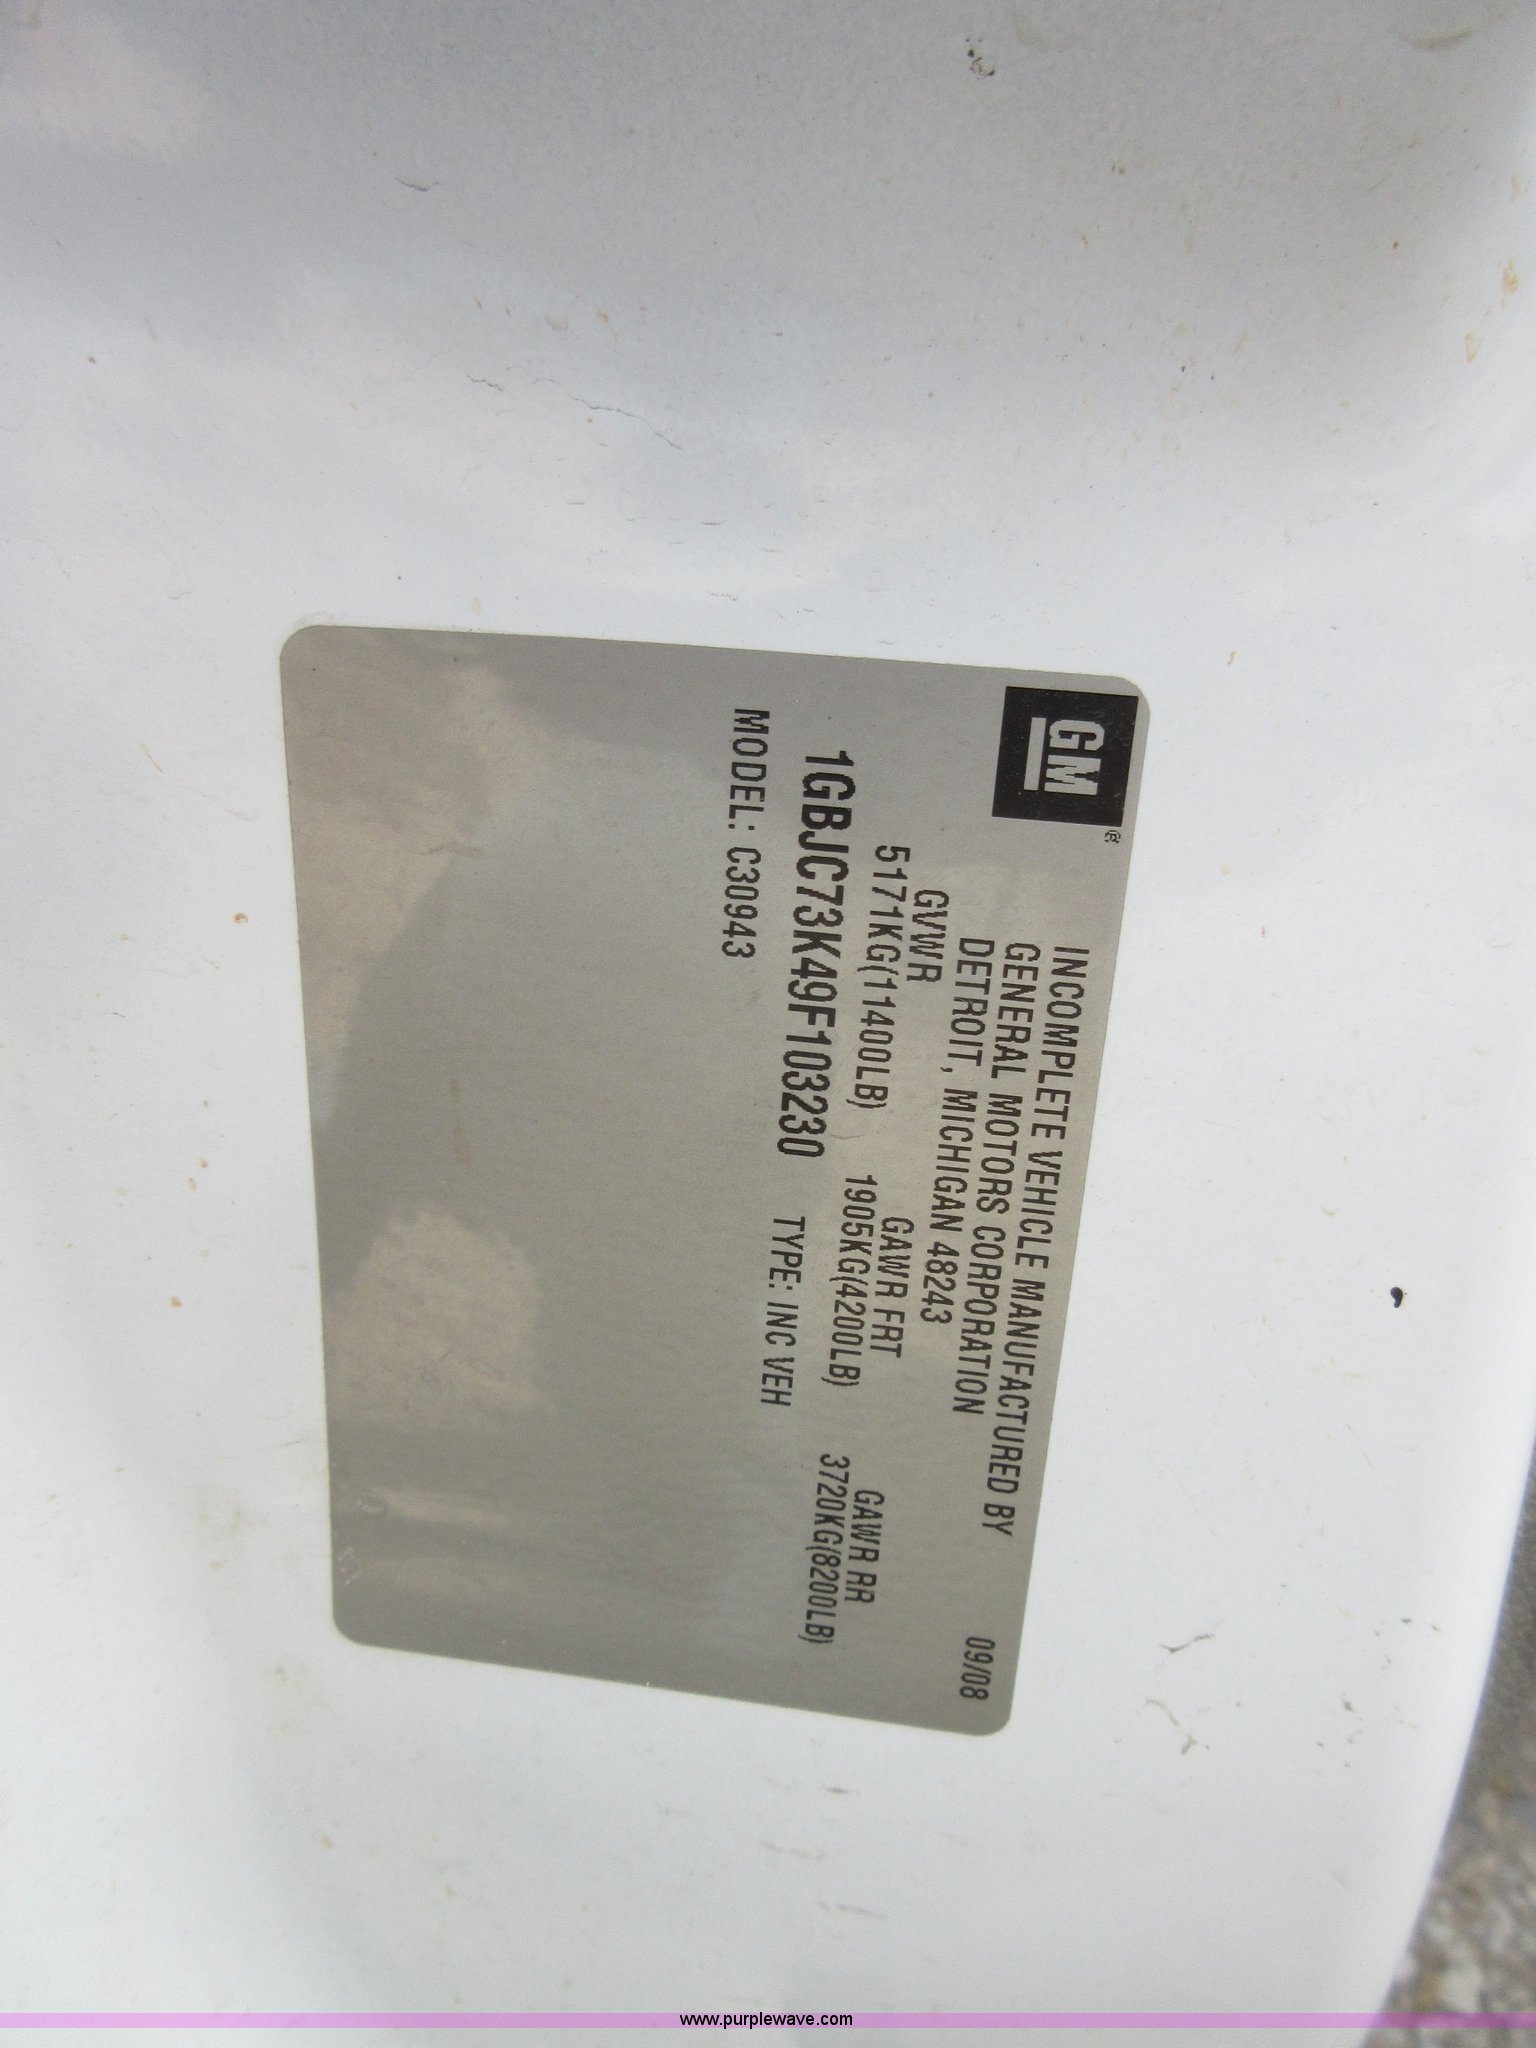 GM®
INCOMPLETE VEHICLE MANUFACTURED BY
GENERAL MOTORS CORPORATION
DETROIT, MICHIGAN 48243
09/08
GVWR GAWR FRT GAWR RR
5171KG(11400LB) 1905KG(4200LB) 3720KG(8200LB)
1GBJC73K49F103230 TYPE: INC VEH
MODEL: C30943
www.purplewave.com